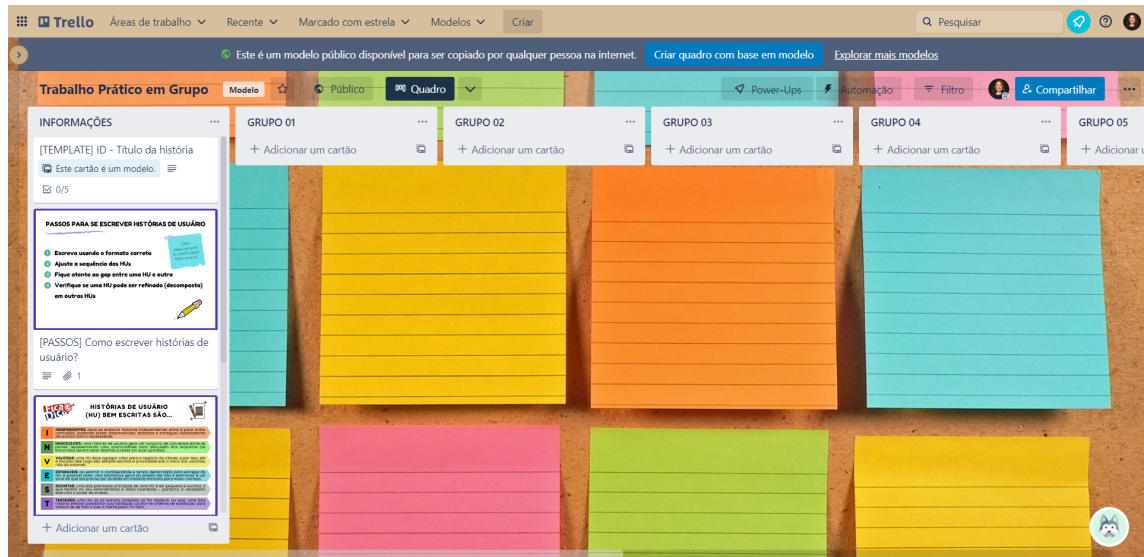 Trello Áreas de trabalho Recente Marcado com estrela Modelos Criar Pesquisar
Este é um modelo público disponível para ser copiado por qualquer pessoa na internet. Criar quadro com base em modelo Explorar mais modelos
Trabalho Prático em Grupo Modelo Público Quadro Power-Ups Automação Filtro Compartilhar
INFORMAÇÕES
[TEMPLATE] ID - Título da história
Este cartão é um modelo.
0/5
PASSOS PARA SE ESCREVER HISTÓRIAS DE USUÁRIO
Escreva usando o formato correto
Ajuste a sequência das HUs
Fique atento ao gap entre uma HU e outra
Verifique se uma HU pode ser refinada (decomposta)
em outras HUs
[PASSOS] Como escrever histórias de
usuário?
1
HISTÓRIAS DE USUÁRIO
(HU) BEM ESCRITAS SÃO...
I
N
V
E
S
T
+ Adicionar um cartão
GRUPO 01
+ Adicionar um cartão
GRUPO 02
+ Adicionar um cartão
GRUPO 03
+ Adicionar um cartão
GRUPO 04
+ Adicionar um cartão
GRUPO 05
+ Adicionar